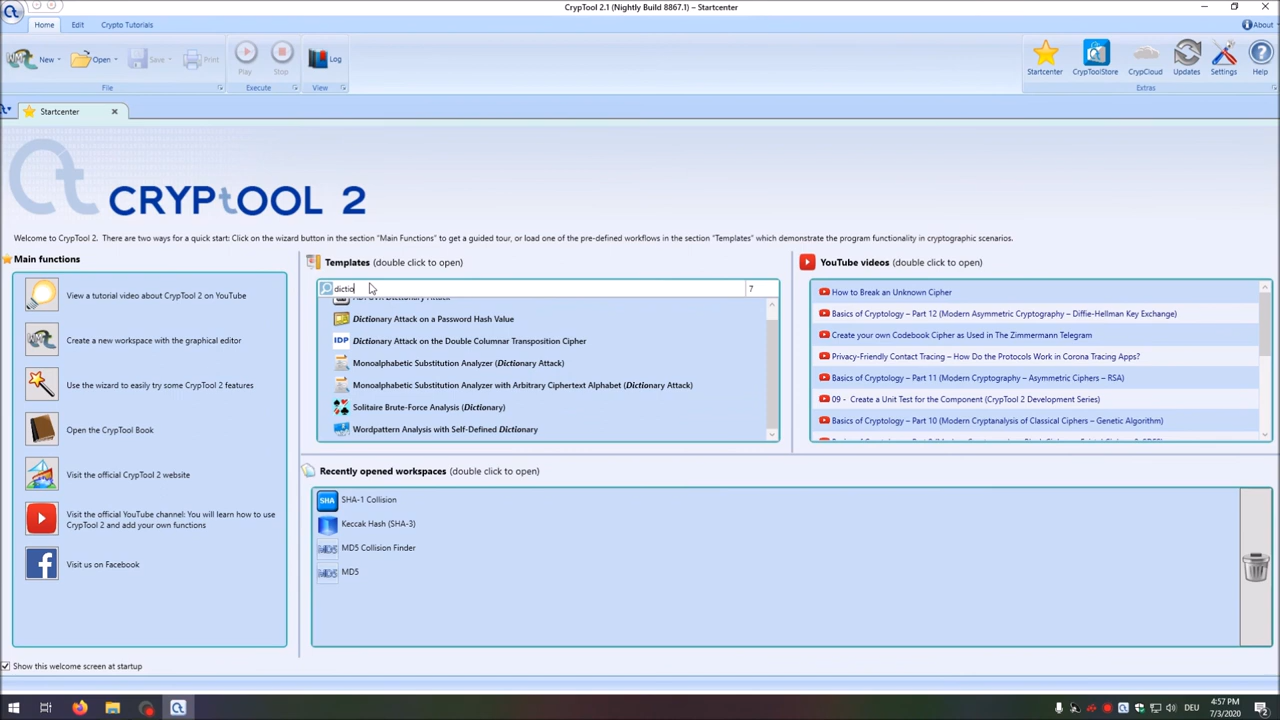 CrypTool 2.1 (Nightly Build 8867.1) – Startcenter
Home Edit Crypto Tutorials
About
New Open Save Print Play Stop Log
Startcenter CrypToolStore CrypCloud Updates Settings Help
File Execute View Extras
Startcenter
CRYPtOOL 2
Welcome to CrypTool 2. There are two ways for a quick start: Click on the wizard button in the section "Main Functions" to get a guided tour, or load one of the pre-defined workflows in the section "Templates" which demonstrate the program functionality in cryptographic scenarios.
Main functions
View a tutorial video about CrypTool 2 on YouTube
Create a new workspace with the graphical editor
Use the wizard to easily try some CrypTool 2 features
Open the CrypTool Book
Visit the official CrypTool 2 website
Visit the official YouTube channel: You will learn how to use
CrypTool 2 and add your own functions
Visit us on Facebook
Templates (double click to open)
dictio 7
Dictionary Attack on a Password Hash Value
IDP Dictionary Attack on the Double Columnar Transposition Cipher
Monoalphabetic Substitution Analyzer (Dictionary Attack)
Monoalphabetic Substitution Analyzer with Arbitrary Ciphertext Alphabet (Dictionary Attack)
Solitaire Brute-Force Analysis (Dictionary)
Wordpattern Analysis with Self-Defined Dictionary
YouTube videos (double click to open)
How to Break an Unknown Cipher
Basics of Cryptology – Part 12 (Modern Asymmetric Cryptography – Diffie-Hellman Key Exchange)
Create your own Codebook Cipher as Used in The Zimmermann Telegram
Privacy-Friendly Contact Tracing – How Do the Protocols Work in Corona Tracing Apps?
Basics of Cryptology – Part 11 (Modern Cryptography – Asymmetric Ciphers – RSA)
09 - Create a Unit Test for the Component (CrypTool 2 Development Series)
Basics of Cryptology – Part 10 (Modern Cryptanalysis of Classical Ciphers – Genetic Algorithm)
Recently opened workspaces (double click to open)
SHA SHA-1 Collision
Keccak Hash (SHA-3)
MD5 MD5 Collision Finder
MD5 MD5
Show this welcome screen at startup
DEU
4:57 PM
7/3/2020
2